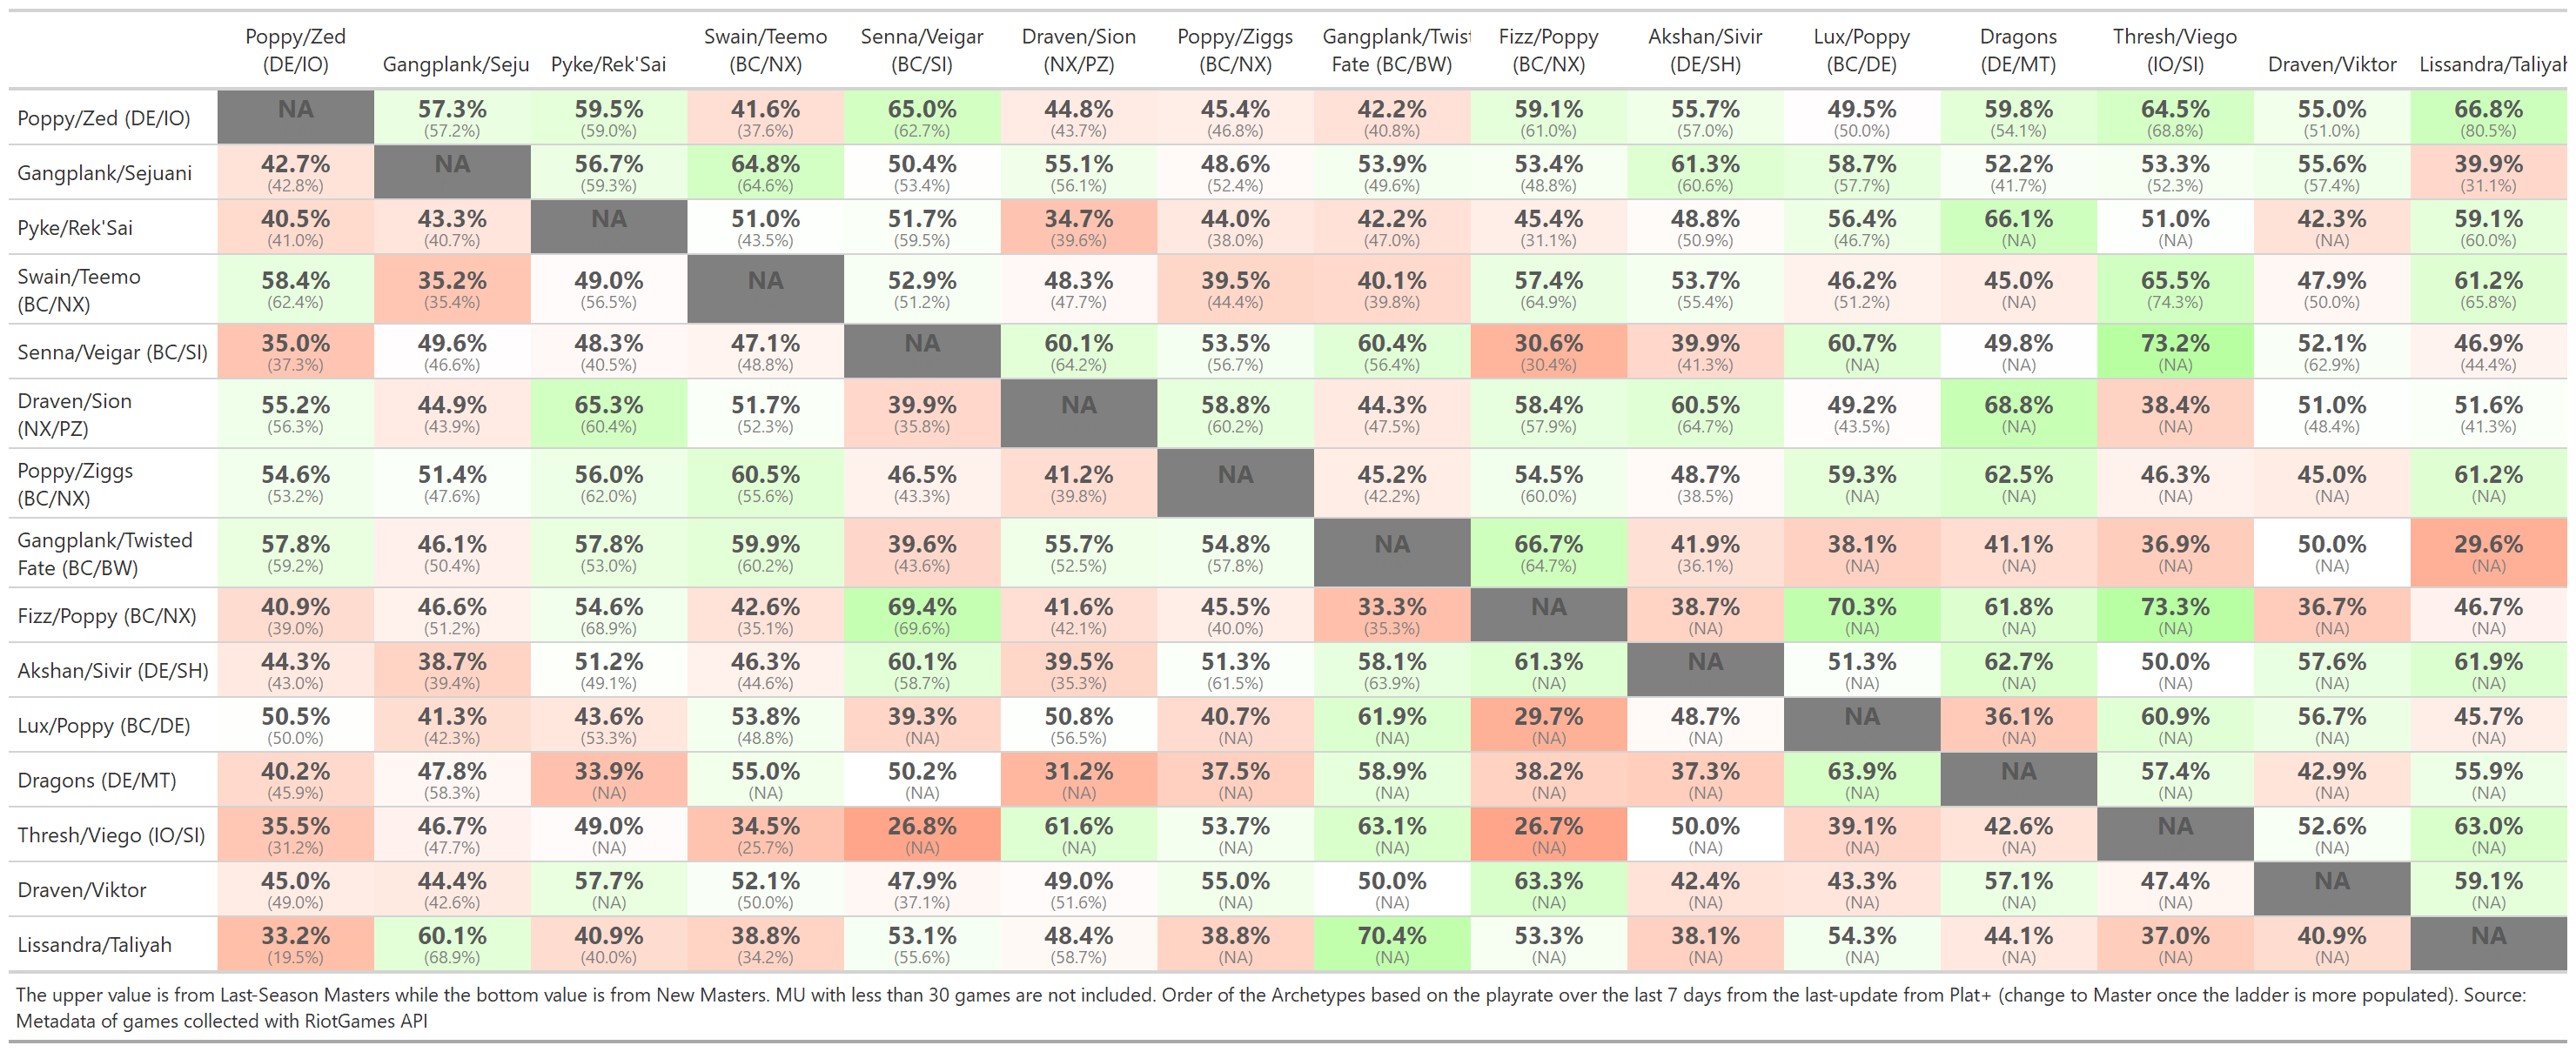 Poppy/Zed (DE/IO) Gangplank/Seju Pyke/Rek'Sai Swain/Teemo (BC/NX) Senna/Veigar (BC/SI) Draven/Sion (NX/PZ) Poppy/Ziggs (BC/NX) Gangplank/Twist Fate (BC/BW) Fizz/Poppy (BC/NX) Akshan/Sivir (DE/SH) Lux/Poppy (BC/DE) Dragons (DE/MT) Thresh/Viego (IO/SI) Draven/Viktor Lissandra/Taliyah
Poppy/Zed (DE/IO) NA 57.3% 59.5% 41.6% 65.0% 44.8% 45.4% 42.2% 59.1% 55.7% 49.5% 59.8% 64.5% 55.0% 66.8%
(57.2%) (59.0%) (37.6%) (62.7%) (43.7%) (46.8%) (40.8%) (61.0%) (57.0%) (50.0%) (54.1%) (68.8%) (51.0%) (80.5%)
Gangplank/Sejuani 42.7% NA 56.7% 64.8% 50.4% 55.1% 48.6% 53.9% 53.4% 61.3% 58.7% 52.2% 53.3% 55.6% 39.9%
(42.8%) (59.3%) (64.6%) (53.4%) (56.1%) (52.4%) (49.6%) (48.8%) (60.6%) (57.7%) (41.7%) (52.3%) (57.4%) (31.1%)
Pyke/Rek'Sai 40.5% 43.3% NA 51.0% 51.7% 34.7% 44.0% 42.2% 45.4% 48.8% 56.4% 66.1% 51.0% 42.3% 59.1%
(41.0%) (40.7%) (43.5%) (59.5%) (39.6%) (38.0%) (47.0%) (31.1%) (50.9%) (46.7%) (NA) (NA) (NA) (60.0%)
Swain/Teemo (BC/NX) 58.4% 35.2% 49.0% NA 52.9% 48.3% 39.5% 40.1% 57.4% 53.7% 46.2% 45.0% 65.5% 47.9% 61.2%
(62.4%) (35.4%) (56.5%) (51.2%) (47.7%) (44.4%) (39.8%) (64.9%) (55.4%) (51.2%) (NA) (74.3%) (50.0%) (65.8%)
Senna/Veigar (BC/SI) 35.0% 49.6% 48.3% 47.1% NA 60.1% 53.5% 60.4% 30.6% 39.9% 60.7% 49.8% 73.2% 52.1% 46.9%
(37.3%) (46.6%) (40.5%) (48.8%) (64.2%) (56.7%) (56.4%) (30.4%) (41.3%) (NA) (NA) (NA) (62.9%) (44.4%)
Draven/Sion (NX/PZ) 55.2% 44.9% 65.3% 51.7% 39.9% NA 58.8% 44.3% 58.4% 60.5% 49.2% 68.8% 38.4% 51.0% 51.6%
(56.3%) (43.9%) (60.4%) (52.3%) (35.8%) (60.2%) (47.5%) (57.9%) (64.7%) (43.5%) (NA) (NA) (48.4%) (41.3%)
Poppy/Ziggs (BC/NX) 54.6% 51.4% 56.0% 60.5% 46.5% 41.2% NA 45.2% 54.5% 48.7% 59.3% 62.5% 46.3% 45.0% 61.2%
(53.2%) (47.6%) (62.0%) (55.6%) (43.3%) (39.8%) (42.2%) (60.0%) (38.5%) (NA) (NA) (NA) (NA) (NA)
Gangplank/Twisted Fate (BC/BW) 57.8% 46.1% 57.8% 59.9% 39.6% 55.7% 54.8% NA 66.7% 41.9% 38.1% 41.1% 36.9% 50.0% 29.6%
(59.2%) (50.4%) (53.0%) (60.2%) (43.6%) (52.5%) (57.8%) (64.7%) (36.1%) (NA) (NA) (NA) (NA) (NA)
Fizz/Poppy (BC/NX) 40.9% 46.6% 54.6% 42.6% 69.4% 41.6% 45.5% 33.3% NA 38.7% 70.3% 61.8% 73.3% 36.7% 46.7%
(39.0%) (51.2%) (68.9%) (35.1%) (69.6%) (42.1%) (40.0%) (35.3%) (NA) (NA) (NA) (NA) (NA) (NA)
Akshan/Sivir (DE/SH) 44.3% 38.7% 51.2% 46.3% 60.1% 39.5% 51.3% 58.1% 61.3% NA 51.3% 62.7% 50.0% 57.6% 61.9%
(43.0%) (39.4%) (49.1%) (44.6%) (58.7%) (35.3%) (61.5%) (63.9%) (NA) (NA) (NA) (NA) (NA) (NA)
Lux/Poppy (BC/DE) 50.5% 41.3% 43.6% 53.8% 39.3% 50.8% 40.7% 61.9% 29.7% 48.7% NA 36.1% 60.9% 56.7% 45.7%
(50.0%) (42.3%) (53.3%) (48.8%) (NA) (56.5%) (NA) (NA) (NA) (NA) (NA) (NA) (NA) (NA)
Dragons (DE/MT) 40.2% 47.8% 33.9% 55.0% 50.2% 31.2% 37.5% 58.9% 38.2% 37.3% 63.9% NA 57.4% 42.9% 55.9%
(45.9%) (58.3%) (NA) (NA) (NA) (NA) (NA) (NA) (NA) (NA) (NA) (NA) (NA) (NA)
Thresh/Viego (IO/SI) 35.5% 46.7% 49.0% 34.5% 26.8% 61.6% 53.7% 63.1% 26.7% 50.0% 39.1% 42.6% NA 52.6% 63.0%
(31.2%) (47.7%) (NA) (25.7%) (NA) (NA) (NA) (NA) (NA) (NA) (NA) (NA) (NA) (NA)
Draven/Viktor 45.0% 44.4% 57.7% 52.1% 47.9% 49.0% 55.0% 50.0% 63.3% 42.4% 43.3% 57.1% 47.4% NA 59.1%
(49.0%) (42.6%) (NA) (50.0%) (37.1%) (51.6%) (NA) (NA) (NA) (NA) (NA) (NA) (NA) (NA)
Lissandra/Taliyah 33.2% 60.1% 40.9% 38.8% 53.1% 48.4% 38.8% 70.4% 53.3% 38.1% 54.3% 44.1% 37.0% 40.9% NA
(19.5%) (68.9%) (40.0%) (34.2%) (55.6%) (58.7%) (NA) (NA) (NA) (NA) (NA) (NA) (NA) (NA)
The upper value is from Last-Season Masters while the bottom value is from New Masters. MU with less than 30 games are not included. Order of the Archetypes based on the playrate over the last 7 days from the last-update from Plat+ (change to Master once the ladder is more populated). Source:
Metadata of games collected with RiotGames API